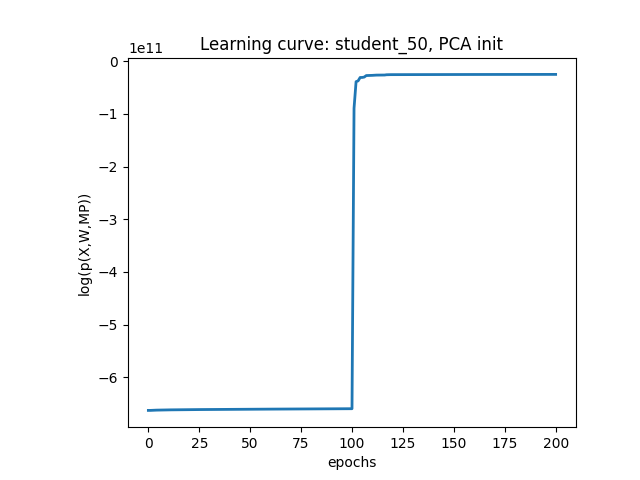 Learning curve: student_50, PCA init
1e11
0
−1
−2
−3
−4
−5
−6
log(p(X,W,MP))
0 25 50 75 100 125 150 175 200
epochs